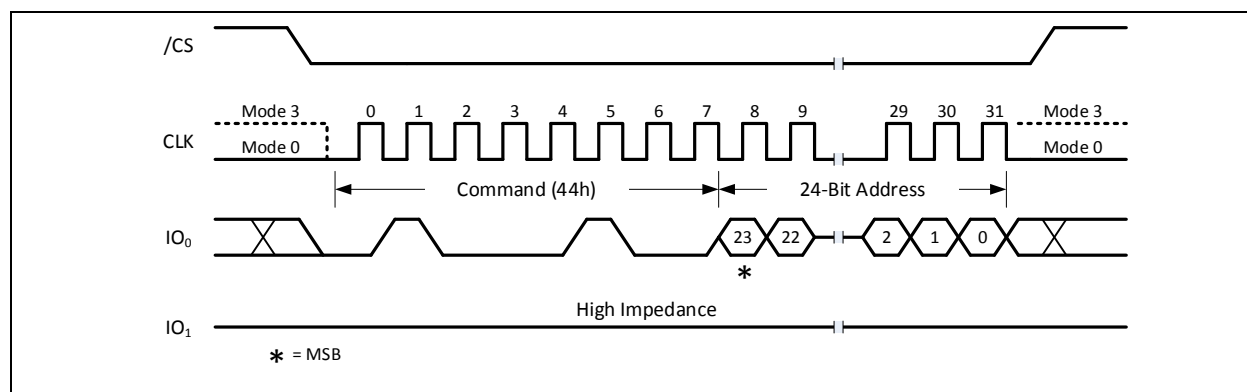 /CS
Mode 3 0 1 2 3 4 5 6 7 8 9 29 30 31 Mode 3
CLK
Mode 0 Mode 0
Command (44h) 24-Bit Address
IO₀ 23 22 2 1 0
*
High Impedance
IO₁
* = MSB